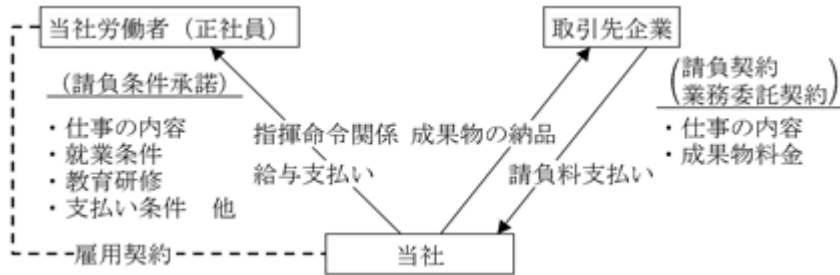 当社労働者（正社員）
取引先企業
（請負条件承諾）
・仕事の内容
・就業条件
・教育研修
・支払い条件　他
指揮命令関係
給与支払い
成果物の納品
請負料支払い
（請負契約
業務委託契約）
・仕事の内容
・成果物料金
雇用契約
当社